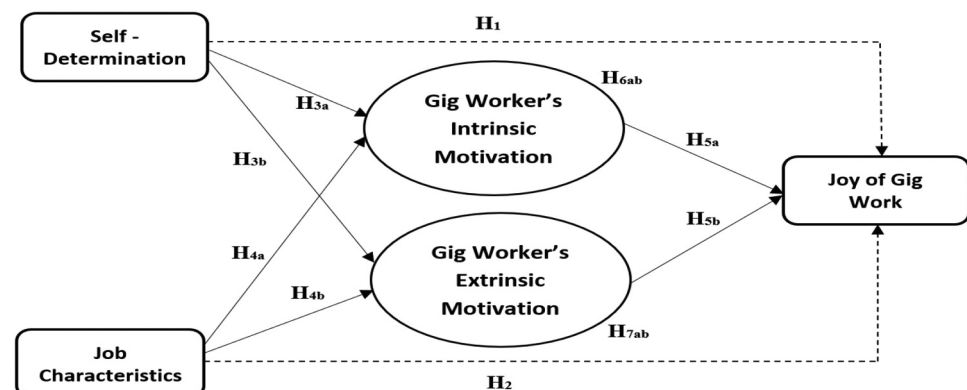 H₁
Self -
Determination
H₆ab
H₃a
Gig Worker’s
Intrinsic
Motivation
H₅a
H₃b
Joy of Gig
Work
H₅b
H₄a
Gig Worker’s
Extrinsic
Motivation
H₄b
H₇ab
Job
Characteristics
H₂